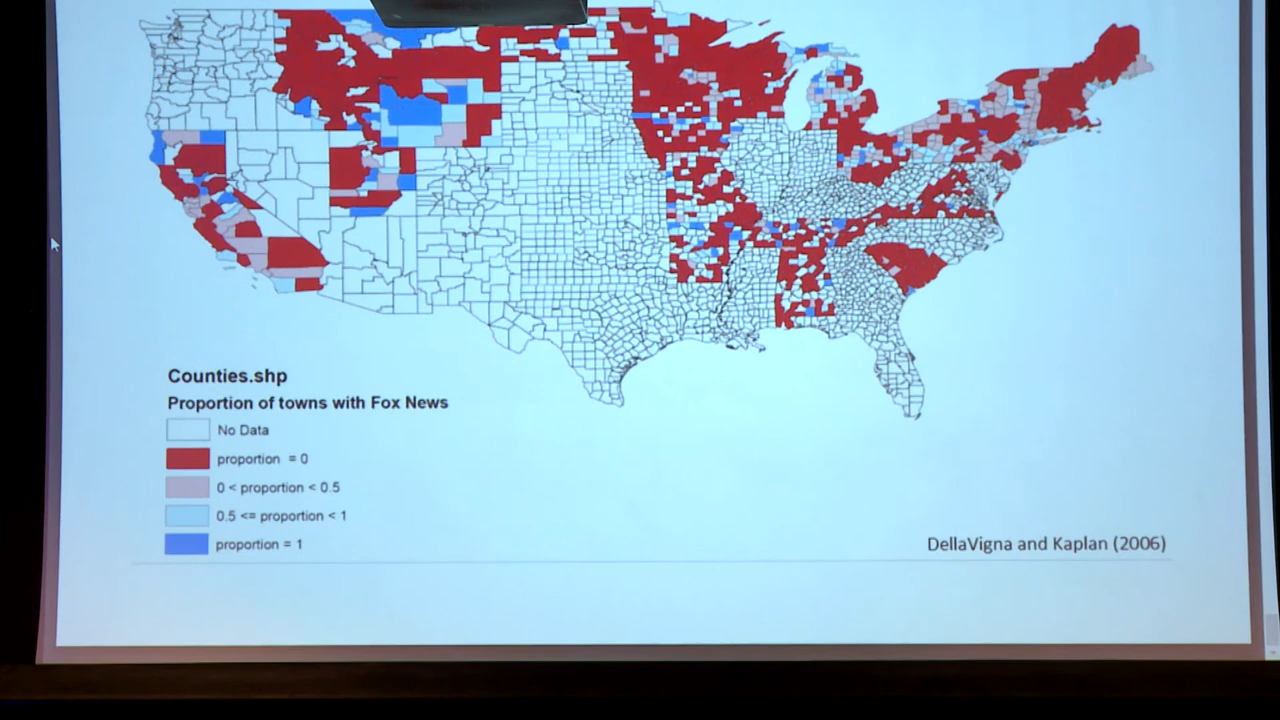 Counties.shp
Proportion of towns with Fox News
No Data
proportion = 0
0 < proportion < 0.5
0.5 <= proportion < 1
proportion = 1
DellaVigna and Kaplan (2006)